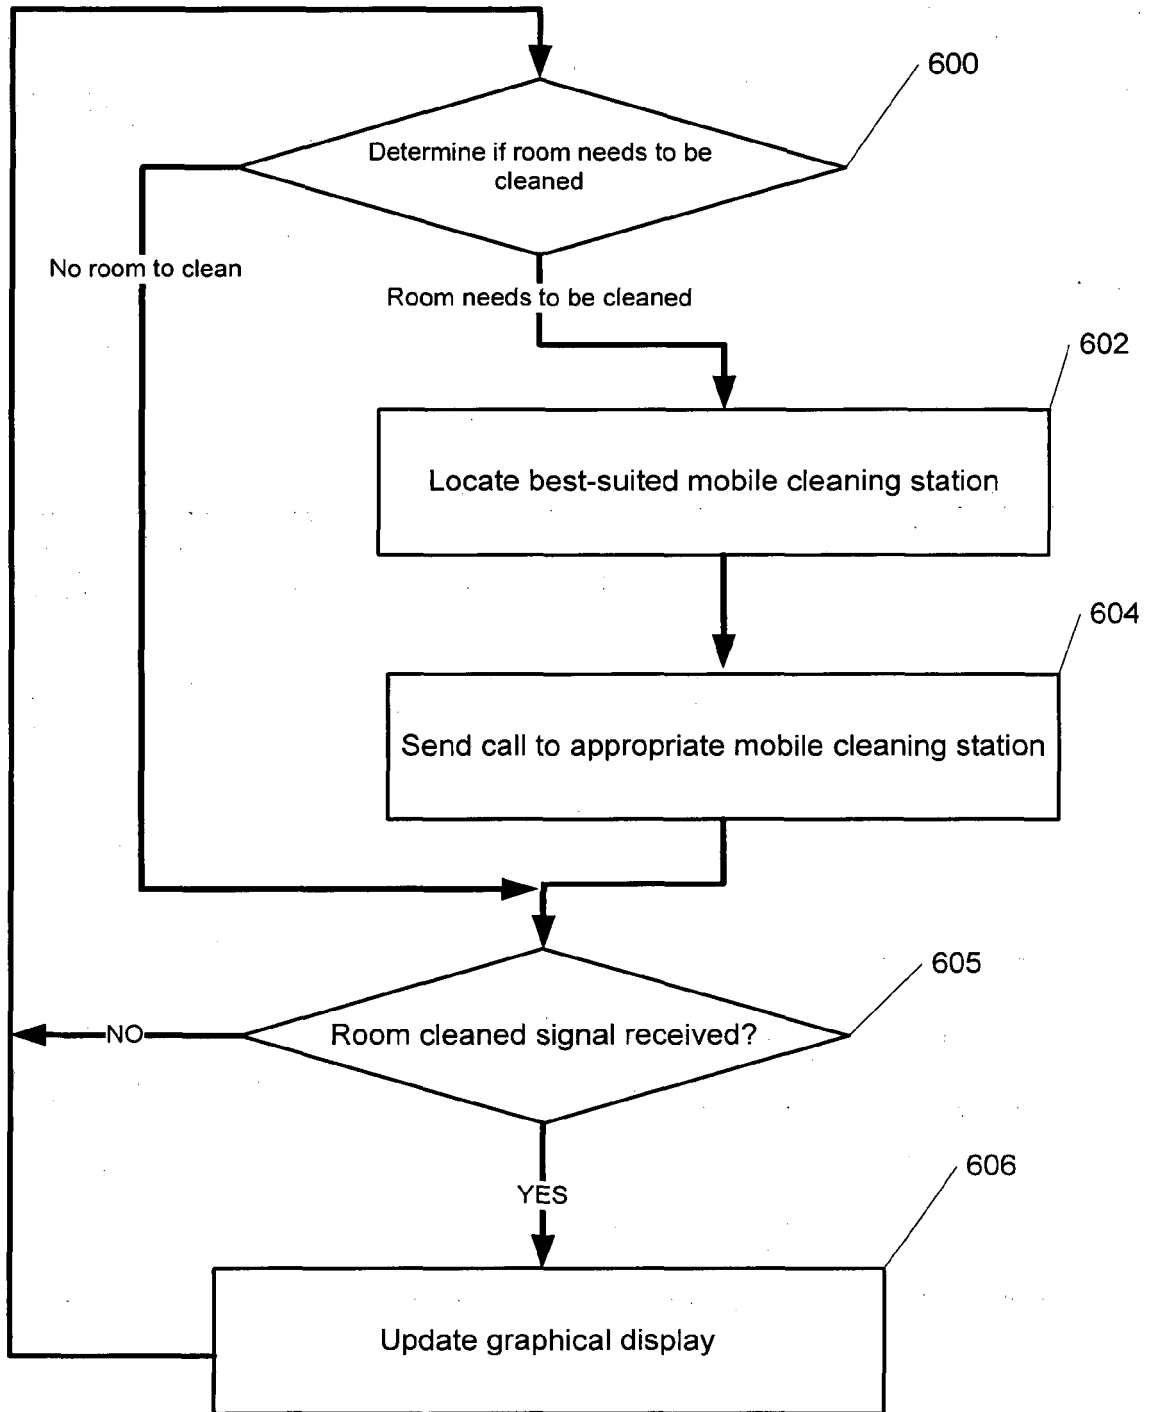 600
Determine if room needs to be
cleaned
No room to clean
Room needs to be cleaned
602
Locate best-suited mobile cleaning station
604
Send call to appropriate mobile cleaning station
605
Room cleaned signal received?
NO
606
YES
Update graphical display